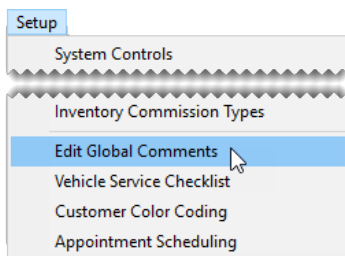 Setup
System Controls
Inventory Commission Types
Edit Global Comments
Vehicle Service Checklist
Customer Color Coding
Appointment Scheduling